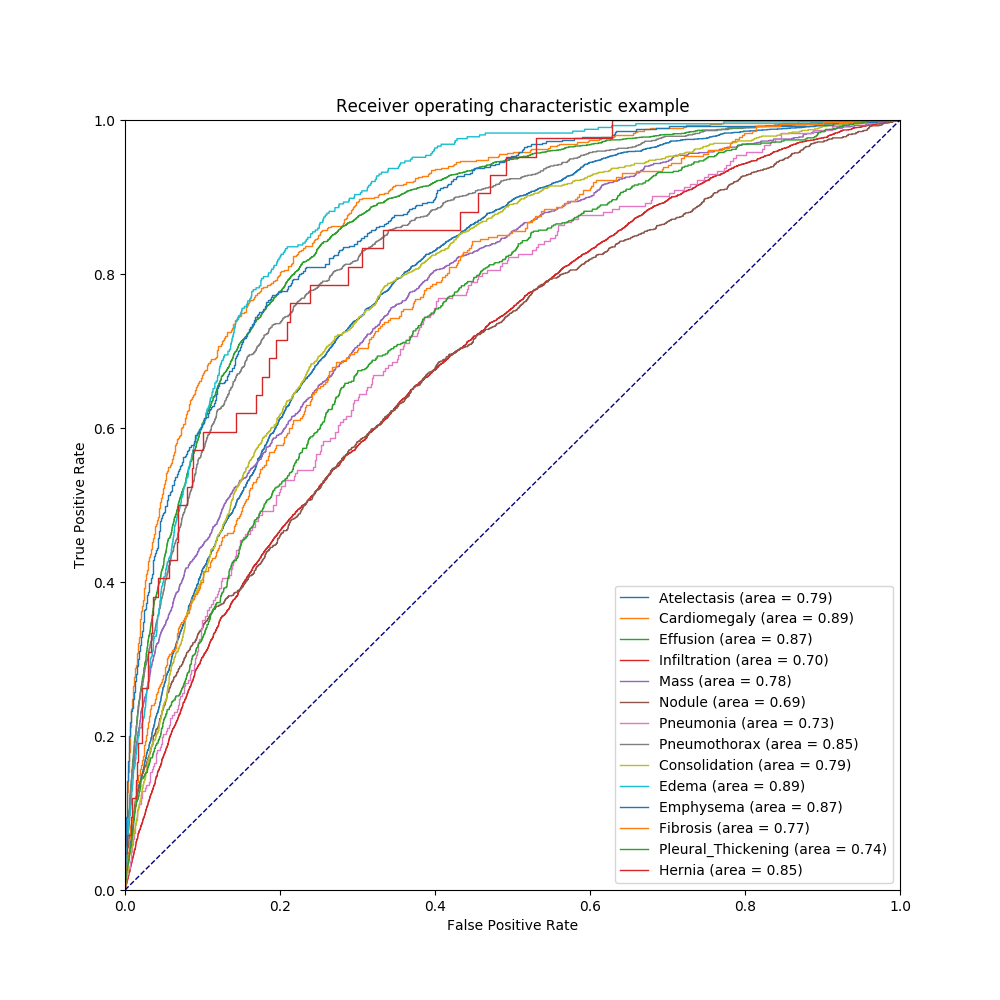 Receiver operating characteristic example
1.0
0.8
0.6
0.4
0.2
0.0
True Positive Rate
Atelectasis (area = 0.79)
Cardiomegaly (area = 0.89)
Effusion (area = 0.87)
Infiltration (area = 0.70)
Mass (area = 0.78)
Nodule (area = 0.69)
Pneumonia (area = 0.73)
Pneumothorax (area = 0.85)
Consolidation (area = 0.79)
Edema (area = 0.89)
Emphysema (area = 0.87)
Fibrosis (area = 0.77)
Pleural_Thickening (area = 0.74)
Hernia (area = 0.85)
0.0 0.2 0.4 0.6 0.8 1.0
False Positive Rate